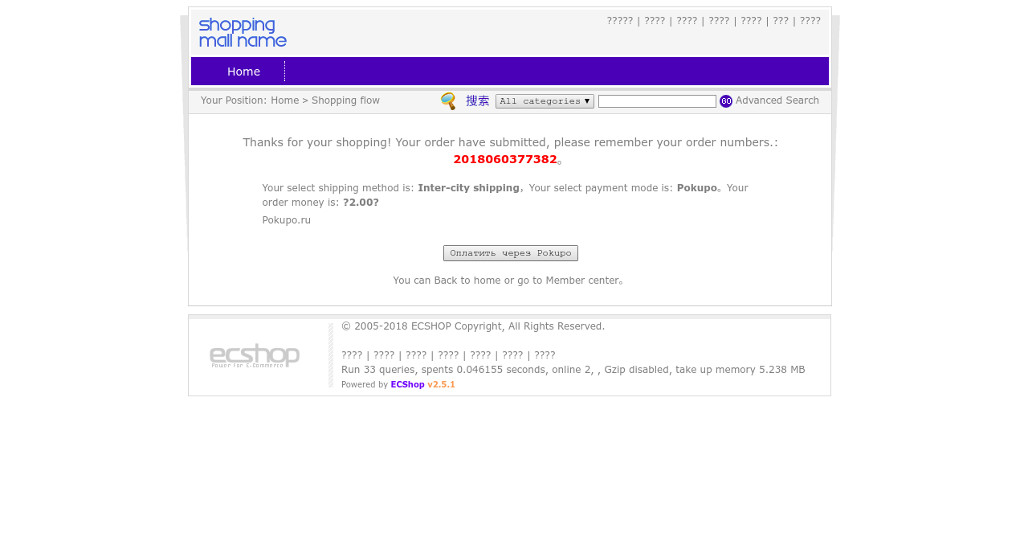 shopping
mall name
????? | ???? | ???? | ???? | ???? | ??? | ????
Home
Your Position: Home > Shopping flow
搜索 All categories GO Advanced Search
Thanks for your shopping! Your order have submitted, please remember your order numbers.:
2018060377382。
Your select shipping method is: Inter-city shipping，Your select payment mode is: Pokupo。Your
order money is: ?2.00?
Pokupo.ru
Оплатить через Pokupo
You can Back to home or go to Member center。
ecshop
Power for E-Commerce
© 2005-2018 ECSHOP Copyright, All Rights Reserved.
???? | ???? | ???? | ???? | ???? | ???? | ????
Run 33 queries, spents 0.046155 seconds, online 2, , Gzip disabled, take up memory 5.238 MB
Powered by ECShop v2.5.1